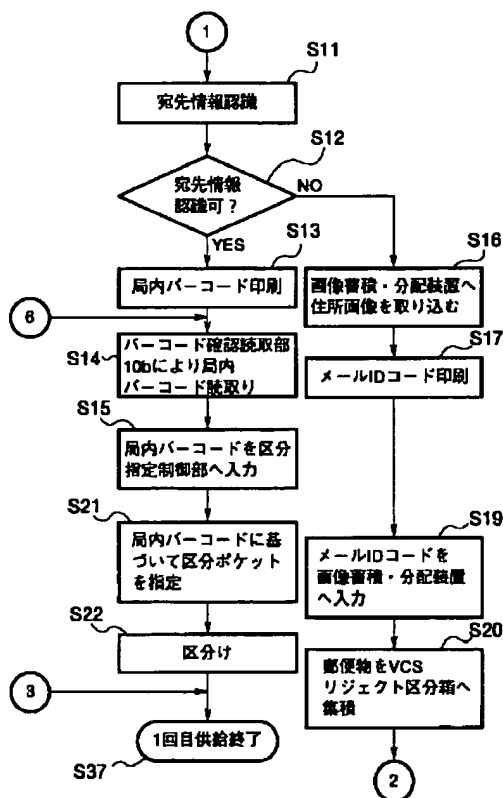 1
S11
宛先情報認識
S12
宛先情報
認識可?
NO
YES
S13
局内バーコード印刷
S16
画像蓄積・分配装置へ
住所画像を取り込む
6
S14
バーコード確認読取部
10bにより局内
バーコード読取り
S17
メールIDコード印刷
S15
局内バーコードを区分
指定制御部へ入力
S21
局内バーコードに基
づいて区分ポケット
を指定
S19
メールIDコードを
画像蓄積・分配装置
へ入力
S22
区分け
S20
郵便物をVCS
リジェクト区分箱へ
集積
3
1回目供給終了
S37
2